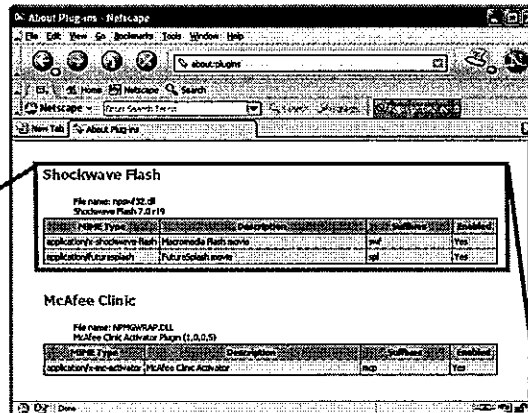 About Plug-ins - Netscape
File Edit View Go Bookmarks Tools Window Help
about:plugins
Home Netscape Search
Netscape Enter Search Terms Search
New Tab About Plug-ins
Shockwave Flash
File name: npswf32.dll
Shockwave Flash 7.0 r19
MIME Type Description Suffixes Enabled
application/x-shockwave-flash Macromedia Flash movie swf Yes
application/futuresplash FutureSplash movie spl Yes
McAfee Clinic
File name: NPMGWRAP.DLL
McAfee Clinic Activator Plugin (1,0,0,5)
MIME Type Description Suffixes Enabled
application/x-mc-activator McAfee Clinic Activator mcp Yes
Done